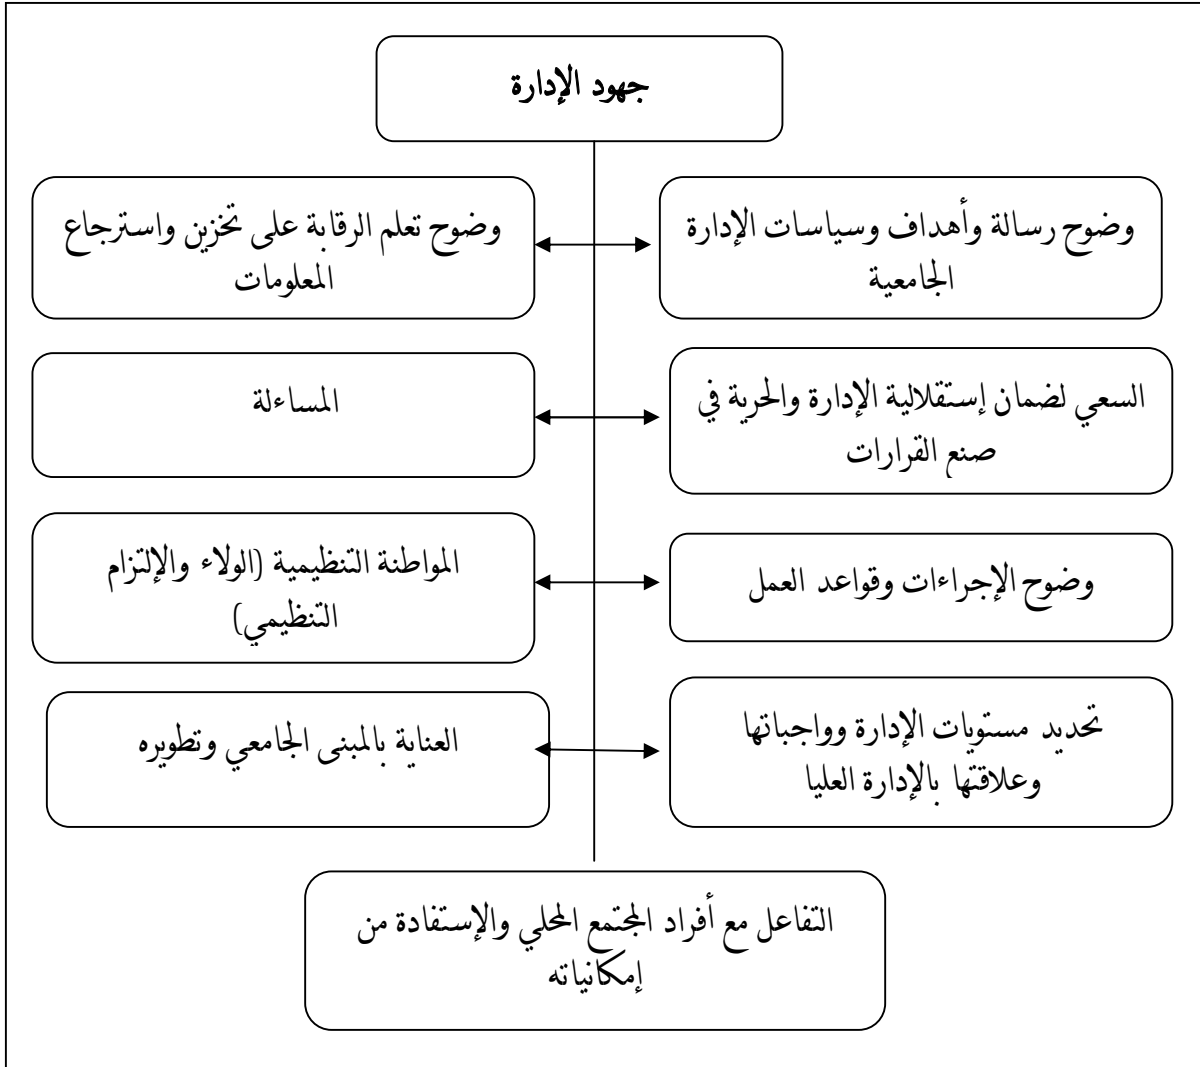 جهود الإدارة
وضوح رسالة وأهداف وسياسات الإدارة
الجامعية
وضوح تعلم الرقابة على تخزين واسترجاع
المعلومات
السعي لضمان إستقلالية الإدارة والحرية في
صنع القرارات
المساءلة
وضوح الإجراءات وقواعد العمل
المواطنة التنظيمية (الولاء والإلتزام
التنظيمي)
تحديد مستويات الإدارة وواجباتها
وعلاقتها بالإدارة العليا
العناية بالمبنى الجامعي وتطويره
التفاعل مع أفراد المجتمع المحلي والإستفادة من
إمكانياته